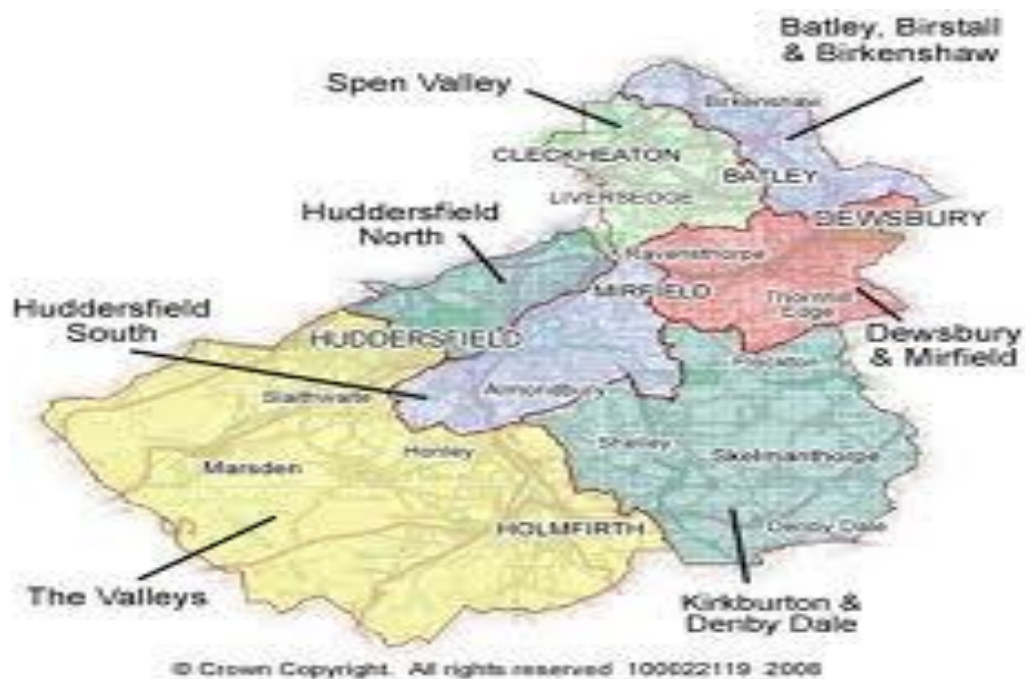 Batley, Birstall
& Birkenshaw
Spen Valley
Birkenshaw
CLECKHEATON
BATLEY
LIVERSEDGE
Huddersfield
North
DEWSBURY
Ravensthorpe
MIRFIELD
Thornhill
Edge
Huddersfield
South
HUDDERSFIELD
Dewsbury
& Mirfield
Flockton
Almondbury
Slaithwaite
Shelley
Honley
Skelmanthorpe
Marsden
HOLMFIRTH
Denby Dale
The Valleys
Kirkburton &
Denby Dale
© Crown Copyright. All rights reserved 100022119 2008